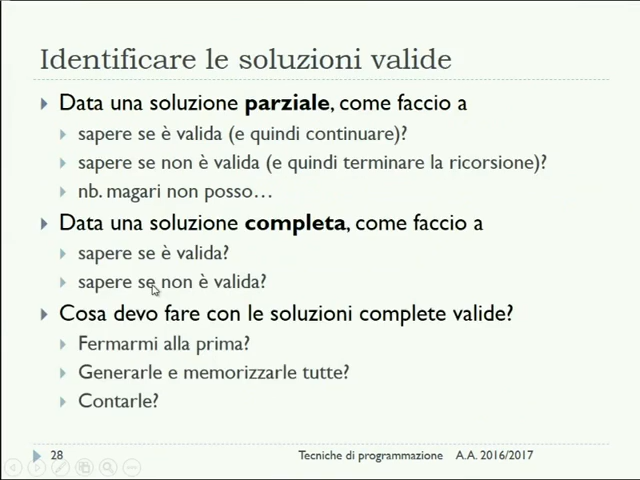 Identificare le soluzioni valide
Data una soluzione parziale, come faccio a
sapere se è valida (e quindi continuare)?
sapere se non è valida (e quindi terminare la ricorsione)?
nb. magari non posso…
Data una soluzione completa, come faccio a
sapere se è valida?
sapere se non è valida?
Cosa devo fare con le soluzioni complete valide?
Fermarmi alla prima?
Generarle e memorizzarle tutte?
Contarle?
28 Tecniche di programmazione A.A. 2016/2017